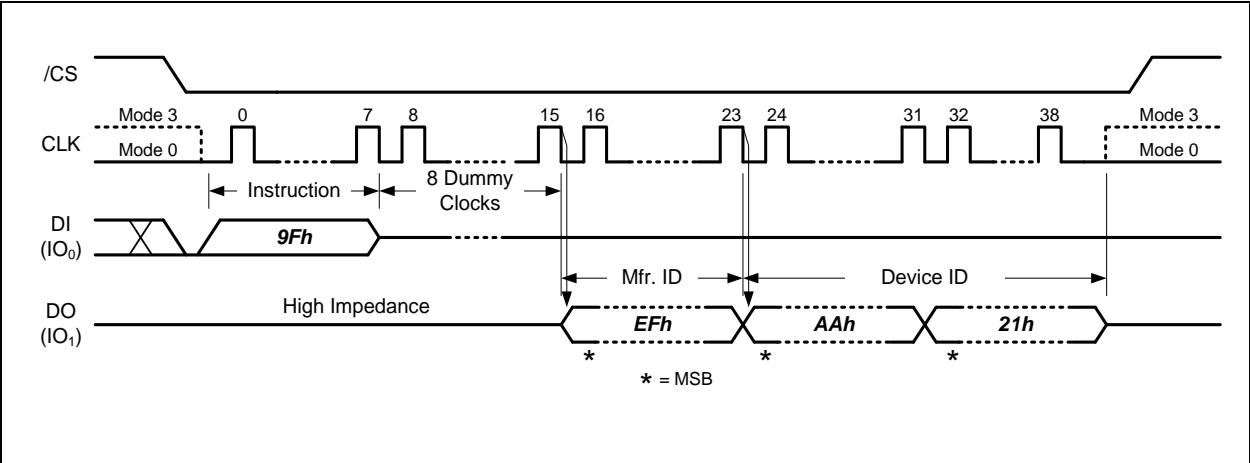 /CS
Mode 3 0 7 8 15 16 23 24 31 32 38 Mode 3
CLK
Mode 0 Mode 0
Instruction 8 Dummy
Clocks
DI
(IO₀)
9Fh
Mfr. ID Device ID
High Impedance
DO
(IO₁)
EFh AAh 21h
* * *
* = MSB